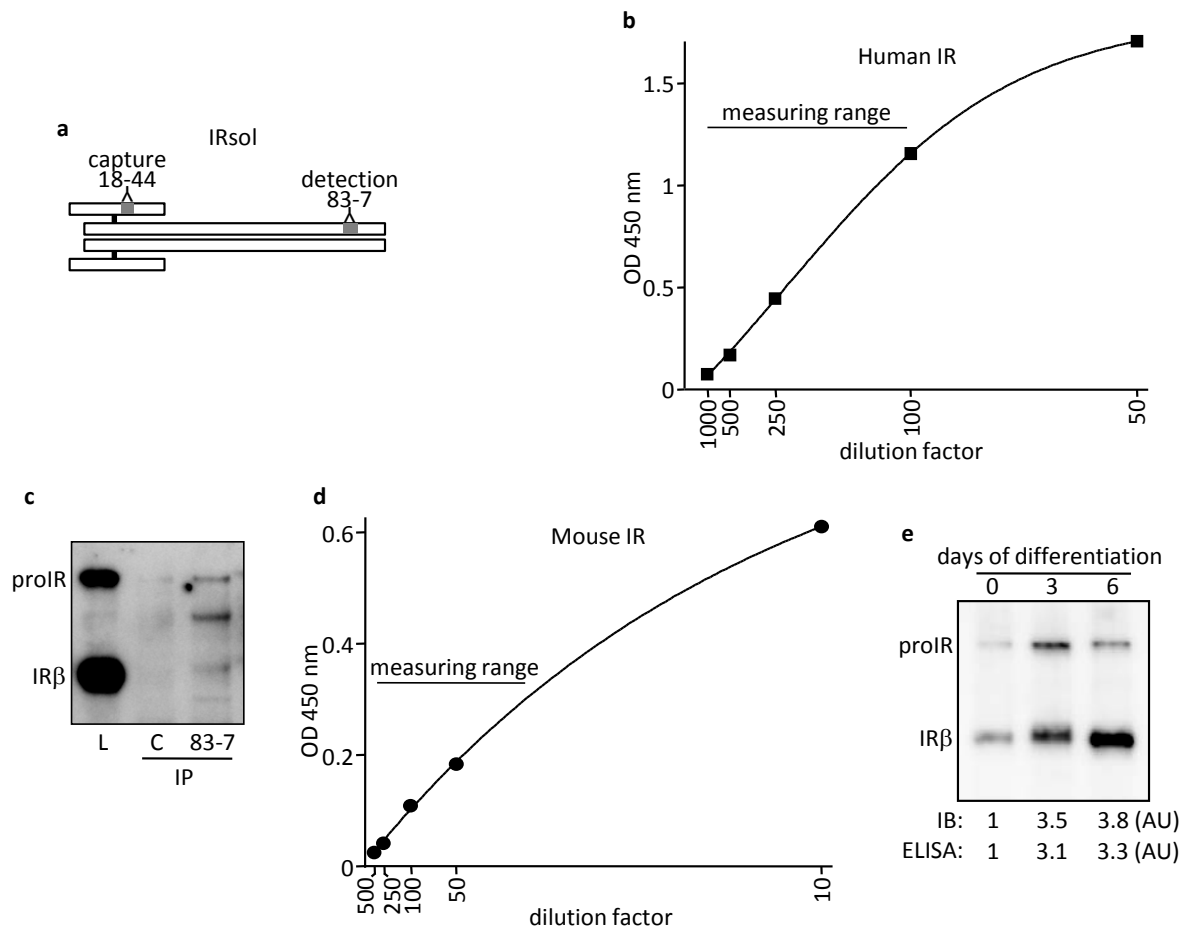 a
IRsol
capture
18-44
detection
83-7
b
Human IR
measuring range
OD 450 nm
1.5
1
0.5
0
1000
500
250
100
50
dilution factor
c
proIR
IRβ
L
C
83-7
IP
d
Mouse IR
measuring range
OD 450 nm
0.6
0.4
0.2
0
500
250
100
50
10
dilution factor
e
days of differentiation
0 3 6
proIR
IRβ
IB: 1 3.5 3.8 (AU)
ELISA: 1 3.1 3.3 (AU)